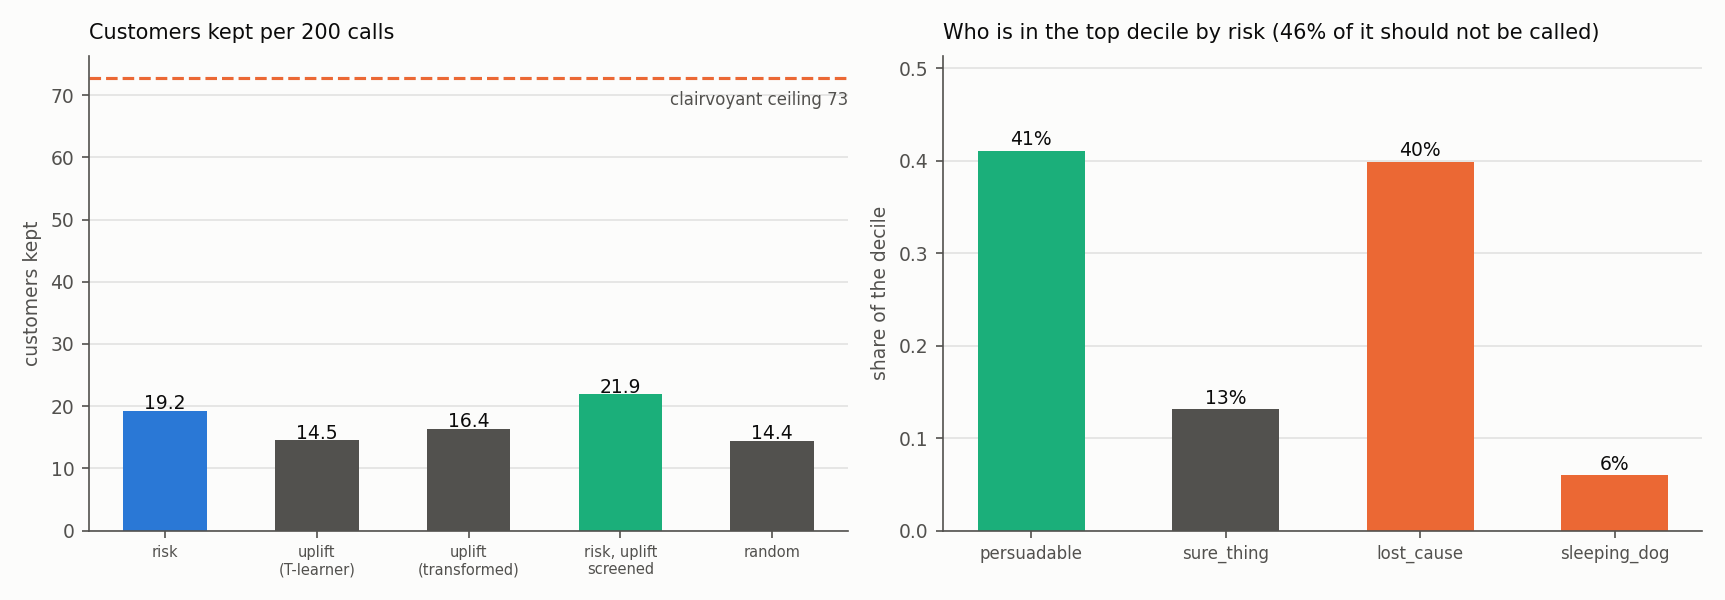 Customers kept per 200 calls
customers kept
70
60
50
40
30
20
10
0
clairvoyant ceiling 73
19.2
14.5
16.4
21.9
14.4
risk
uplift
(T-learner)
uplift
(transformed)
risk, uplift
screened
random
Who is in the top decile by risk (46% of it should not be called)
share of the decile
0.5
0.4
0.3
0.2
0.1
0.0
41%
13%
40%
6%
persuadable
sure_thing
lost_cause
sleeping_dog